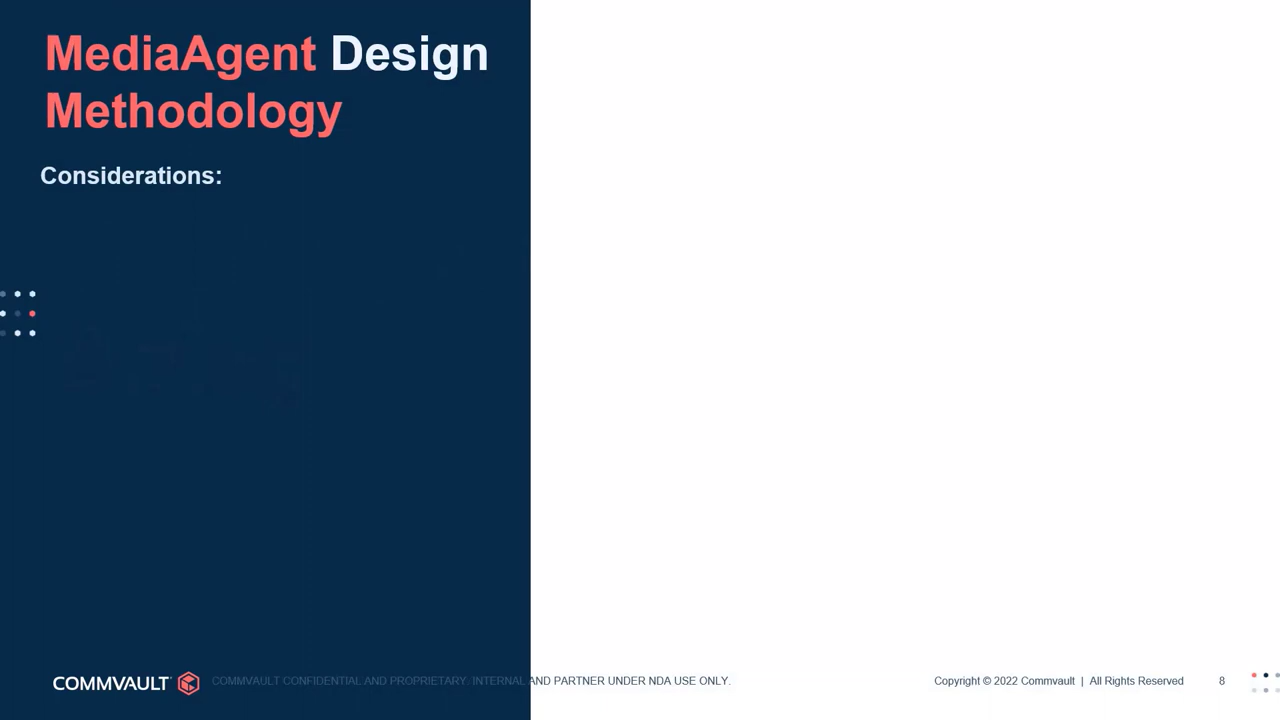 MediaAgent Design
Methodology
Considerations:
COMMVAULT COMMVAULT CONFIDENTIAL AND PROPRIETARY. INTERNAL AND PARTNER UNDER NDA USE ONLY. Copyright © 2022 Commvault | All Rights Reserved 8